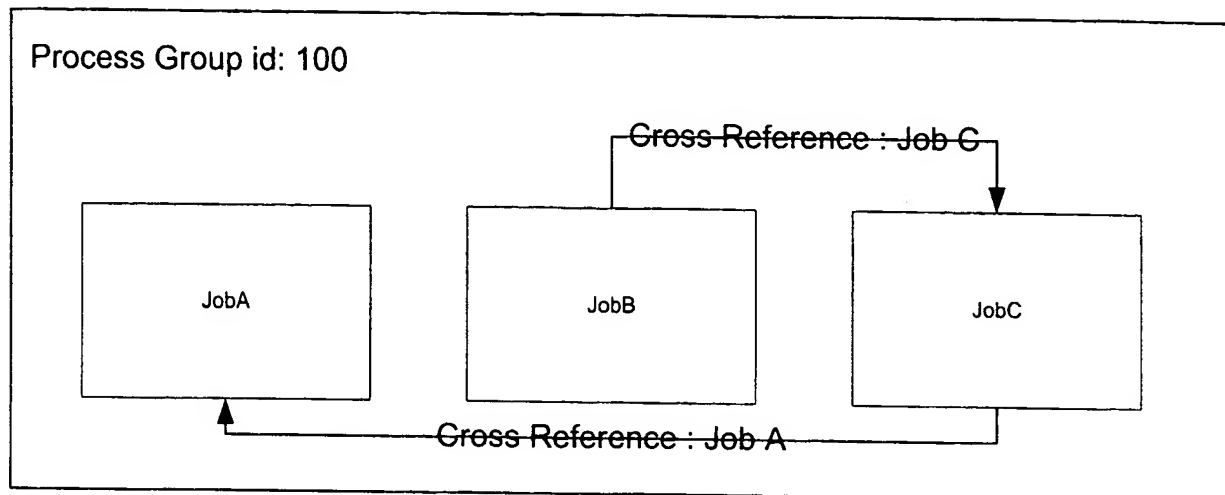 Process Group id: 100
Cross Reference : Job C
JobA
JobB
JobC
Cross Reference : Job A